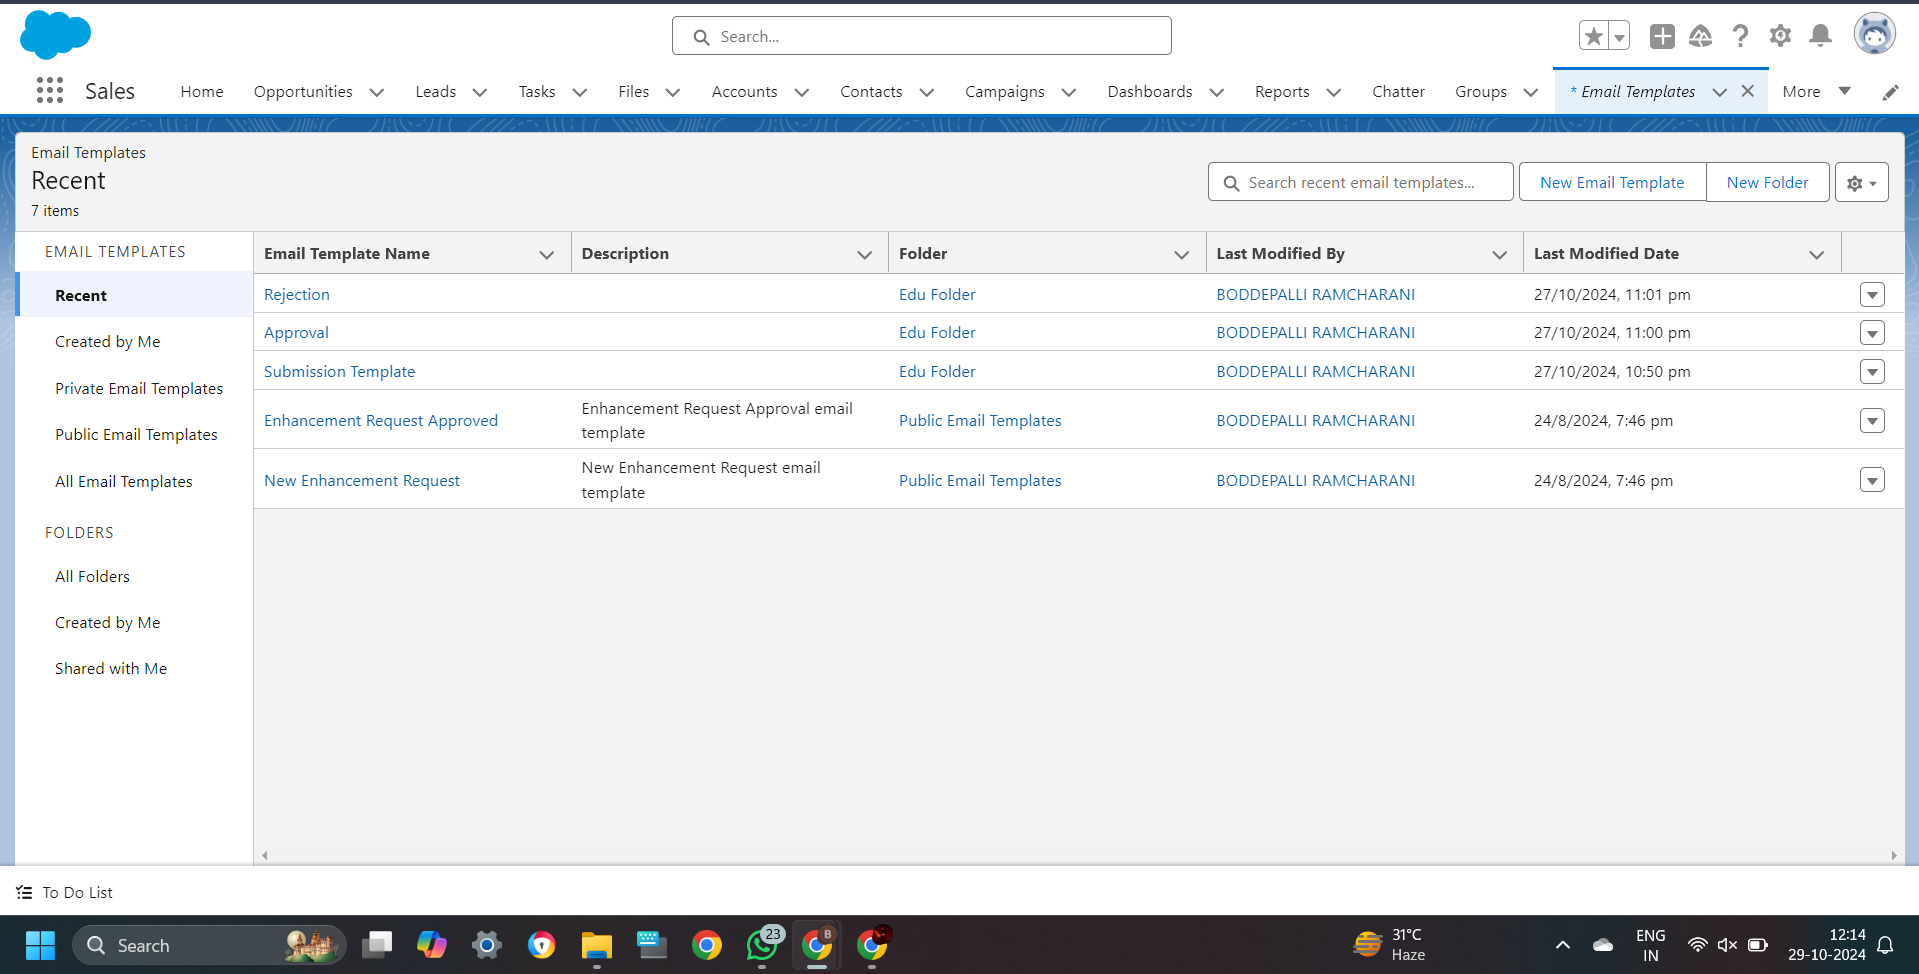 Search...
Sales
Home
Opportunities
Leads
Tasks
Files
Accounts
Contacts
Campaigns
Dashboards
Reports
Chatter
Groups
* Email Templates
More
Email Templates
Recent
7 items
Search recent email templates...
New Email Template
New Folder
EMAIL TEMPLATES
Recent
Created by Me
Private Email Templates
Public Email Templates
All Email Templates
FOLDERS
All Folders
Created by Me
Shared with Me
Email Template Name Description Folder Last Modified By Last Modified Date
Rejection Edu Folder BODDEPALLI RAMCHARANI 27/10/2024, 11:01 pm
Approval Edu Folder BODDEPALLI RAMCHARANI 27/10/2024, 11:00 pm
Submission Template Edu Folder BODDEPALLI RAMCHARANI 27/10/2024, 10:50 pm
Enhancement Request Approved Enhancement Request Approval email
template Public Email Templates BODDEPALLI RAMCHARANI 24/8/2024, 7:46 pm
New Enhancement Request New Enhancement Request email
template Public Email Templates BODDEPALLI RAMCHARANI 24/8/2024, 7:46 pm
To Do List
Search
23
B
31°C
Haze
ENG
IN
12:14
29-10-2024